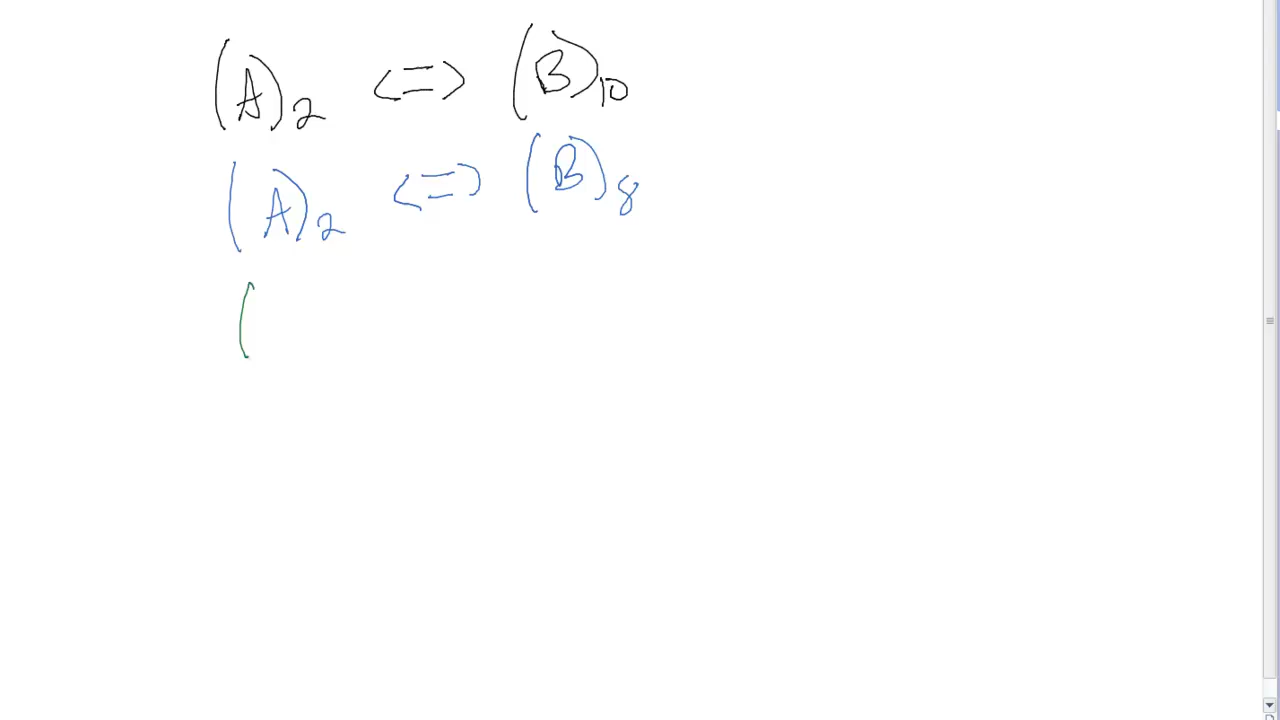 (A)₂ <=> (B)₁₀
(A)₂ <=> (B)₈
(